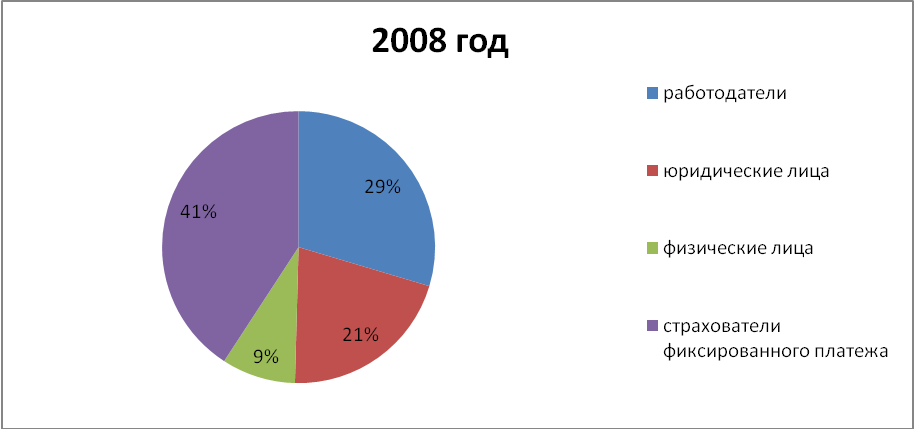 2008 год
работодатели
29%
юридические лица
41%
физические лица
21%
9%
страхователи
фиксированного платежа